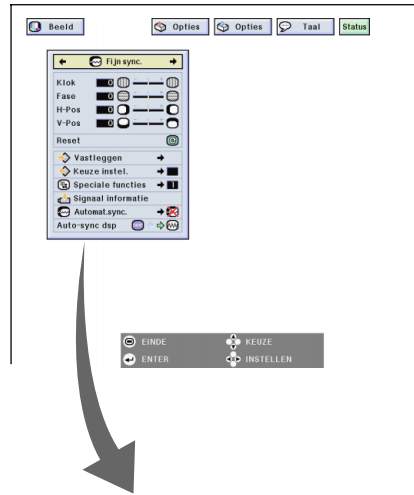 Beeld Opties Opties Taal Status
Fijn sync.
Klok 0
Fase 0
H-Pos 0
V-Pos 0
Reset
Vastleggen
Keuze instel.
Speciale functies
Signaal informatie
Automat.sync.
Auto-sync dsp
EINDE KEUZE
ENTER INSTELLEN